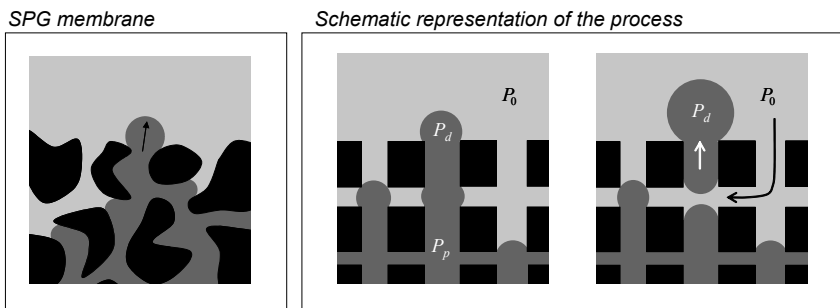 SPG membrane
Schematic representation of the process
P0
Pd
Pp
Pd
P0